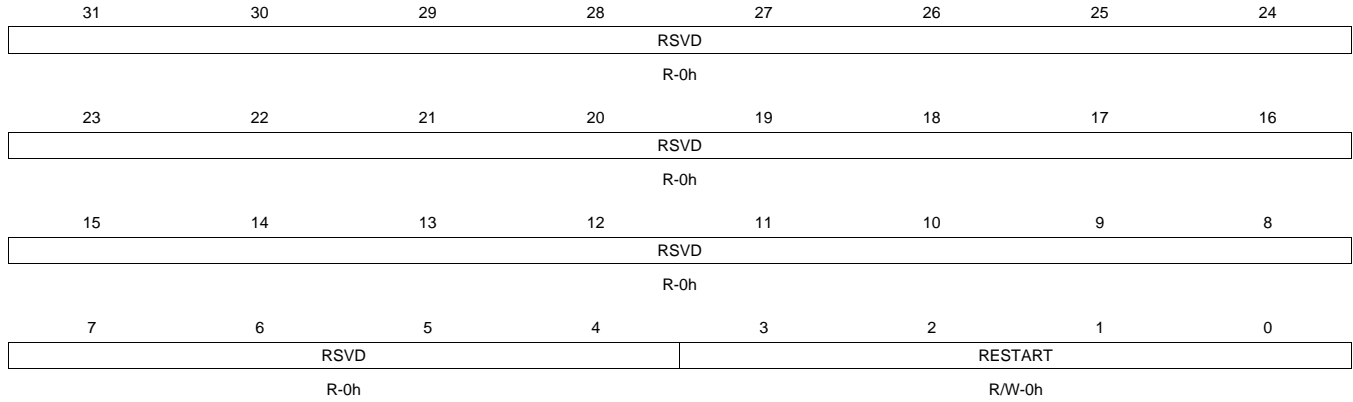 31 30 29 28 27 26 25 24
RSVD
R-0h
23 22 21 20 19 18 17 16
RSVD
R-0h
15 14 13 12 11 10 9 8
RSVD
R-0h
7 6 5 4 3 2 1 0
RSVD RESTART
R-0h R/W-0h